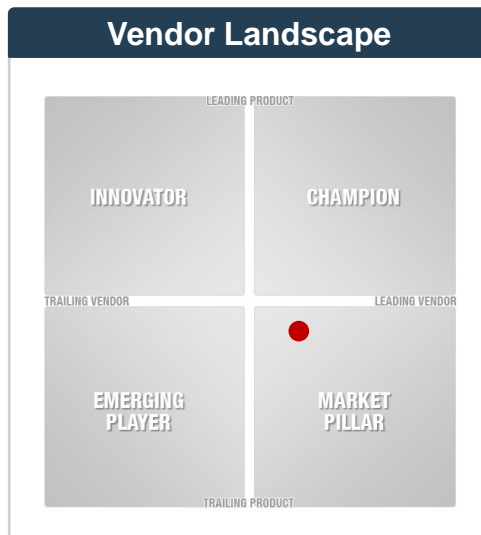 Vendor Landscape
LEADING PRODUCT
INNOVATOR
CHAMPION
TRAILING VENDOR
LEADING VENDOR
EMERGING
PLAYER
MARKET
PILLAR
TRAILING PRODUCT